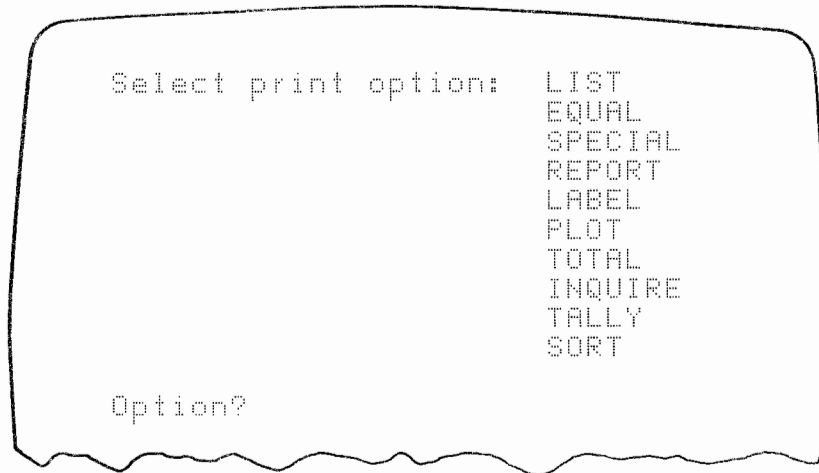 Select print option: LIST
EQUAL
SPECIAL
REPORT
LABEL
PLOT
TOTAL
INQUIRE
TALLY
SORT
Option?